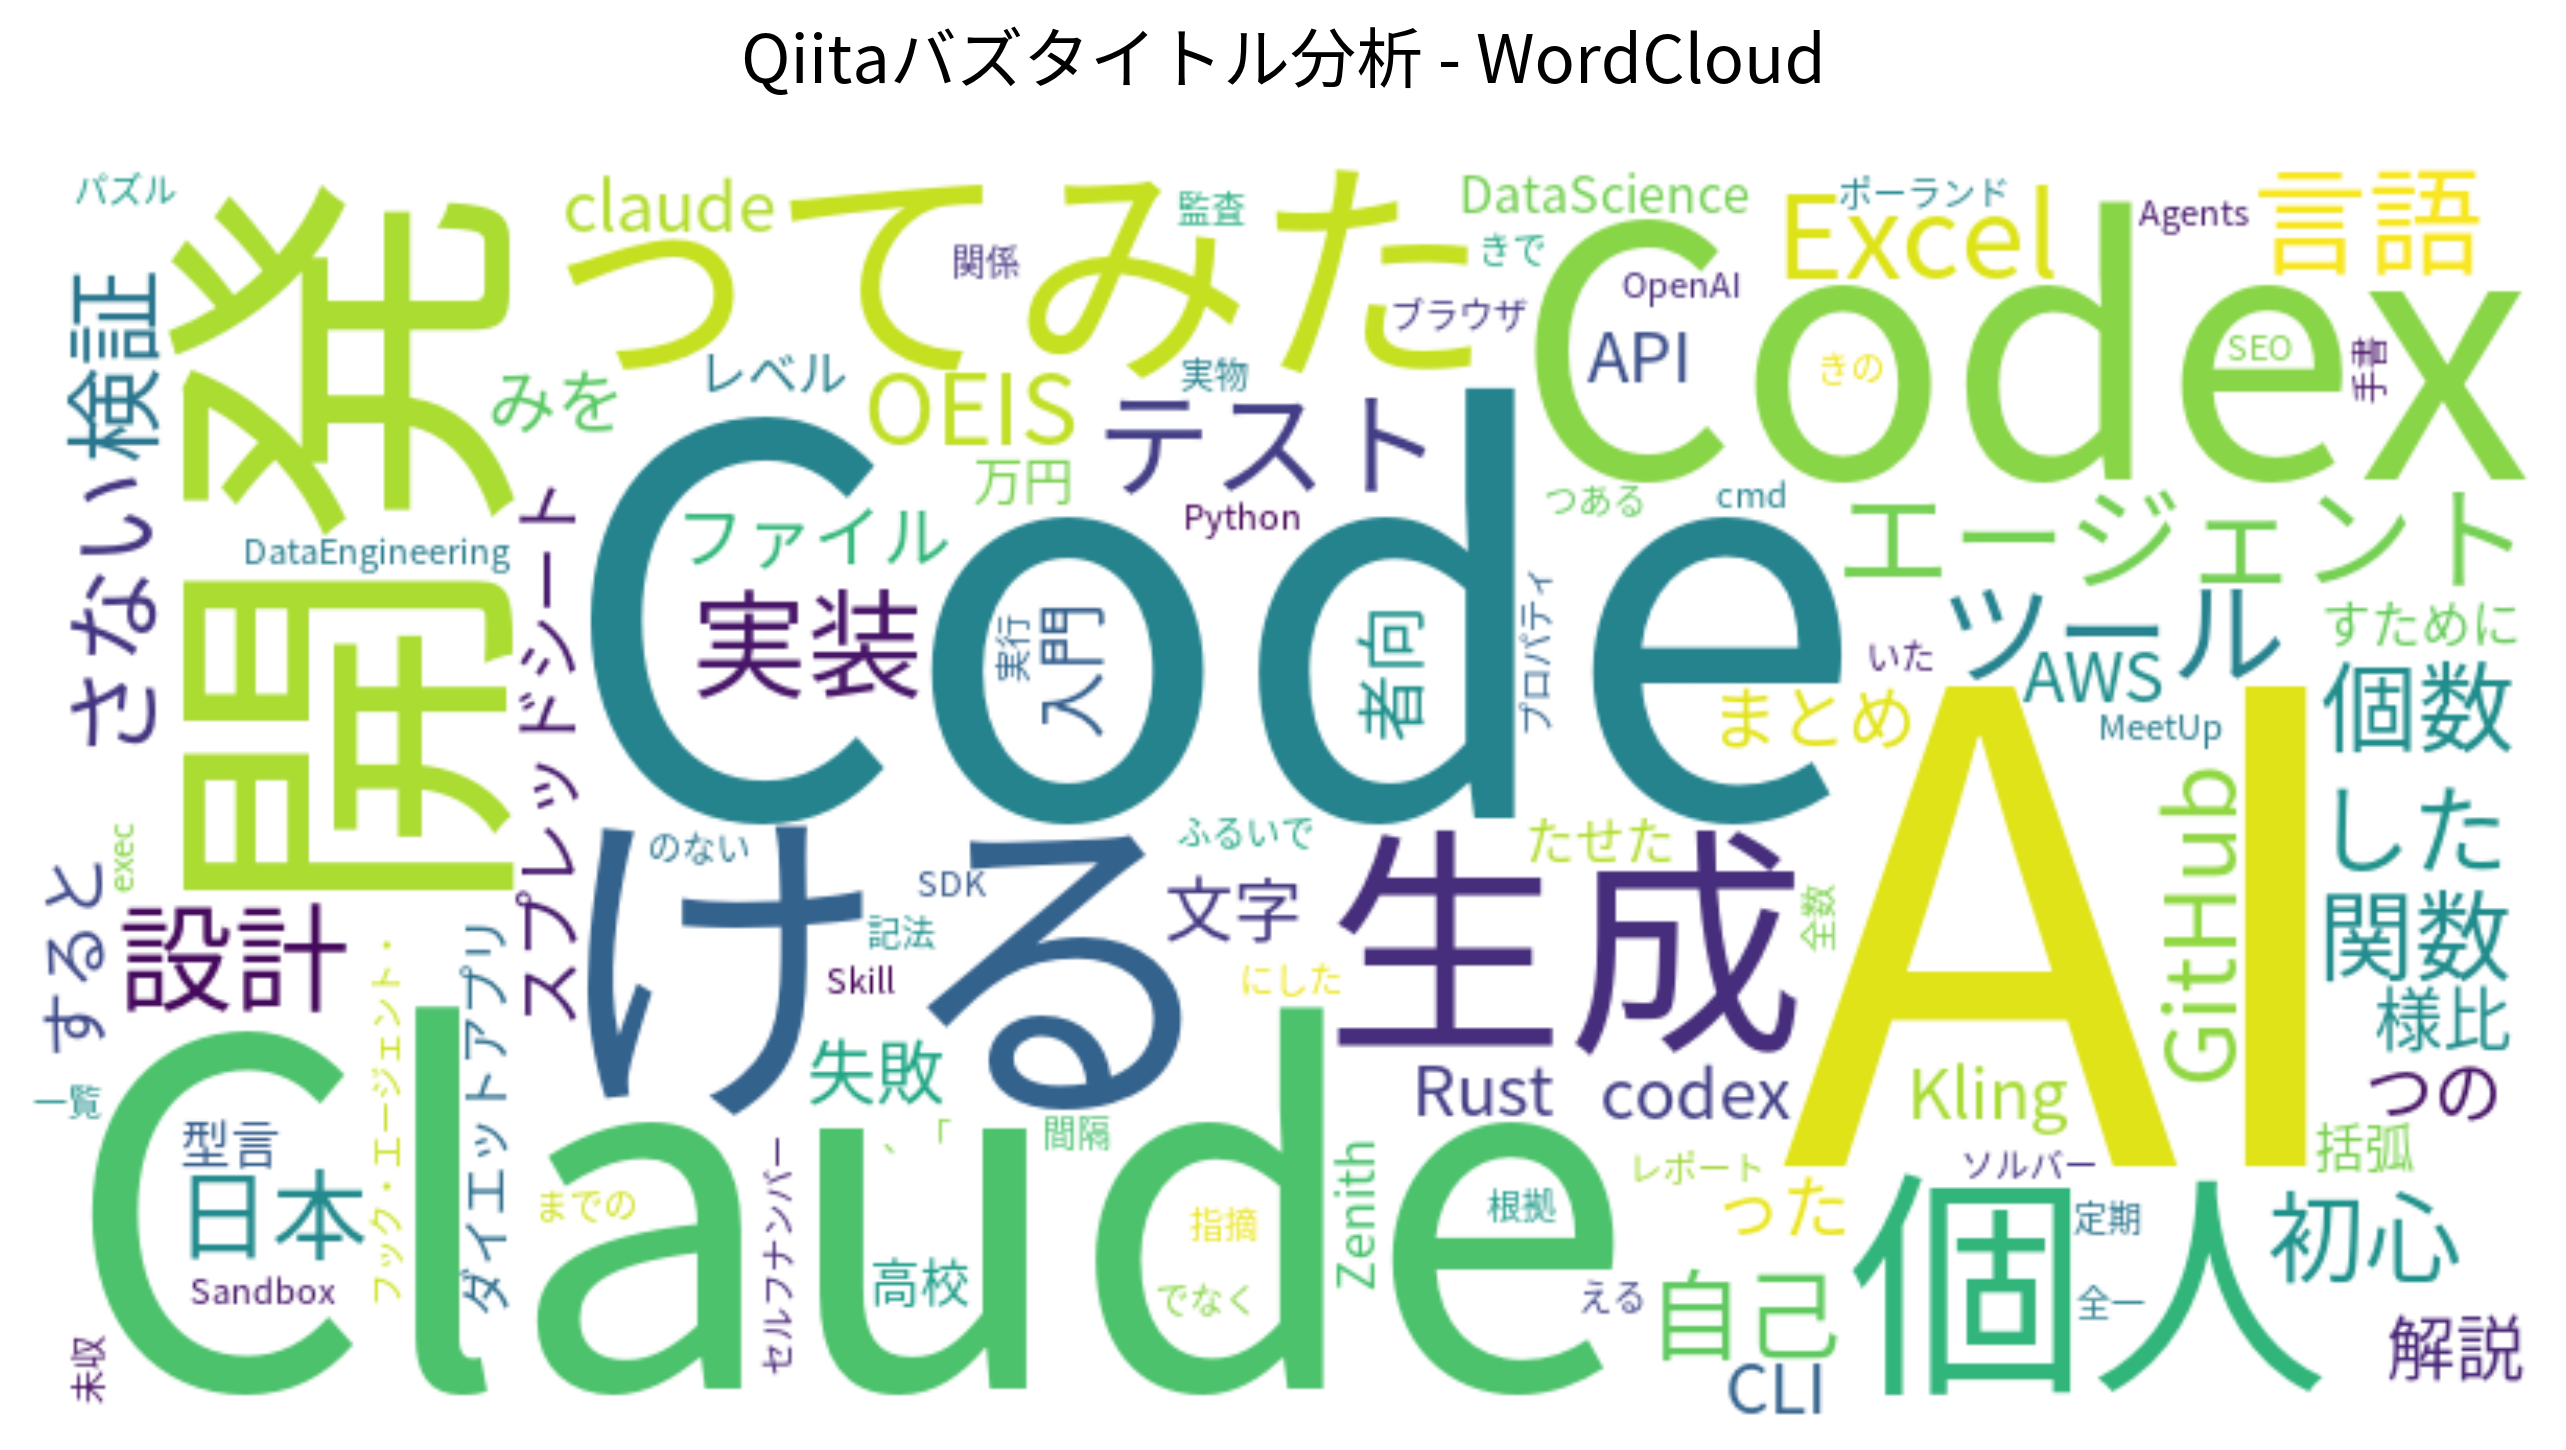 Qiitaバズタイトル分析 - WordCloud
パズル
claude
ってみた
監査
DataScience
ポーランド
Agents
言語
Excel
Codex
関係
きで
OpenAI
ブラウザ
検証
開発
レベル
実物
API
きの
SEO
手書
みを
OEIS
テスト
万円
Python
つある
cmd
さない
DataEngineering
スプレッドシート
ファイル
Code
エージェント
実装
実行
入門
者向
プロパティ
いた
ツール
すために
AWS
まとめ
MeetUp
個数
exec
のない
ける
ふるいで
たせた
生成
AI
GitHub
した
すると
設計
SDK
文字
全数
関数
記法
Skill
にした
様比
フック・エージェント・
ダイエットアプリ
失敗
Rust
codex
Kling
つの
一覧
Claude
型言
、「
間隔
Zenith
レポート
ソルバー
括弧
日本
までの
セルフナンバー
指摘
根拠
った
個人
定期
初心
Sandbox
高校
でなく
える
自己
全一
未収
CLI
解説